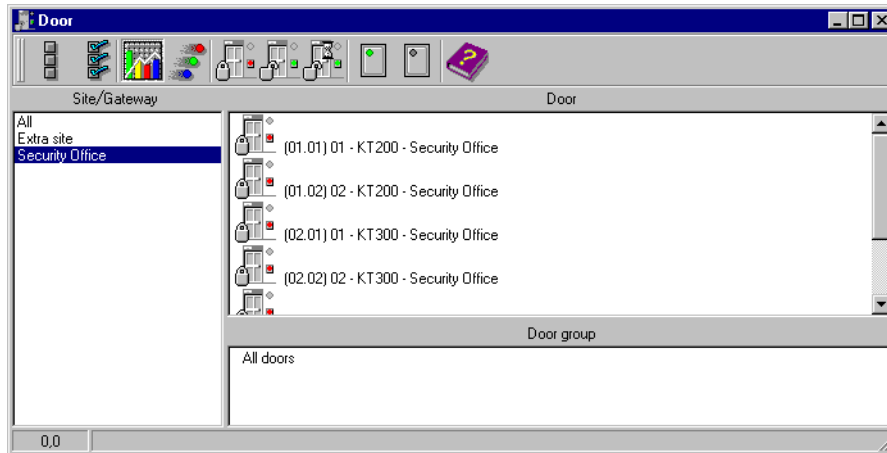 Door
Site/Gateway
Door
All
Extra site
Security Office
(01.01) 01 - KT200 - Security Office
(01.02) 02 - KT200 - Security Office
(02.01) 01 - KT300 - Security Office
(02.02) 02 - KT300 - Security Office
Door group
All doors
0,0